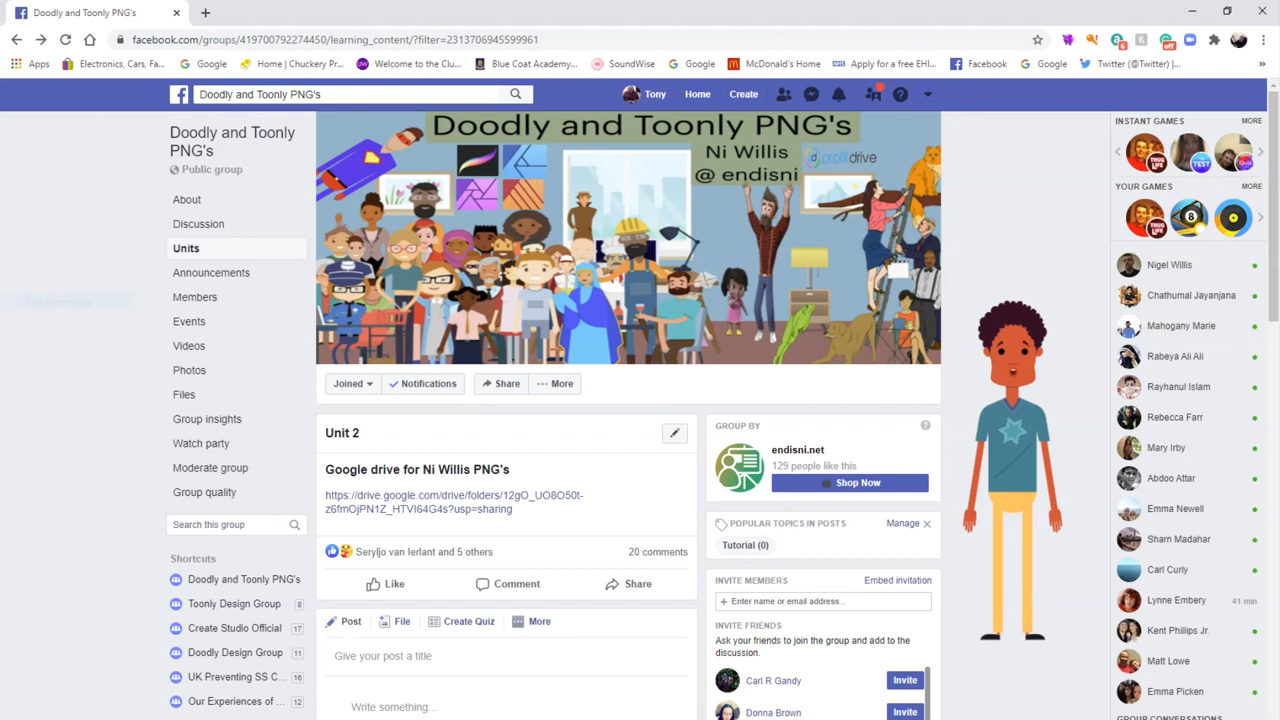 Doodly and Toonly PNG's
facebook.com/groups/419700792274450/learning_content/?filter=2313706945599961
6
off
Apps
Electronics, Cars, Fa...
Google
Home | Chuckery Pr...
Welcome to the Clu...
Blue Coat Academy...
SoundWise
Google
McDonald's Home
Apply for a free EHI...
Facebook
Google
Twitter (@Twitter) |...
»
Doodly and Toonly PNG's
Tony
Home
Create
Doodly and Toonly PNG's
Public group
About
Discussion
Units
Announcements
Members
Events
Videos
Photos
Files
Group insights
Watch party
Moderate group
Group quality
Search this group
Shortcuts
Doodly and Toonly PNG's
Toonly Design Group 8
Create Studio Official 17
Doodly Design Group 11
UK Preventing SS C... 16
Our Experiences of ... 12
Doodly and Toonly PNG's
Ni Willis
@ endisni
profildrive
Joined
Notifications
Share
More
Unit 2
Google drive for Ni Willis PNG's
https://drive.google.com/drive/folders/12gO_UO8O50t-
z6fmOjPN1Z_HTVI64G4s?usp=sharing
Seryljo van Ierlant and 5 others
20 comments
Like
Comment
Share
Post
File
Create Quiz
More
Give your post a title
Write something...
GROUP BY
endisni.net
129 people like this
Shop Now
POPULAR TOPICS IN POSTS
Manage
Tutorial (0)
INVITE MEMBERS
Embed invitation
+ Enter name or email address...
INVITE FRIENDS
Ask your friends to join the group and add to the
discussion.
Carl R Gandy
Invite
Donna Brown
Invite
INSTANT GAMES
MORE
THUG LIFE
TEST
Quiz
YOUR GAMES
MORE
THUG LIFE
8
Nigel Willis
Chathumal Jayanjana
Mahogany Marie
Rabeya Ali Ali
Rayhanul Islam
Rebecca Farr
Mary Irby
Abdoo Attar
Emma Newell
Sharn Madahar
Carl Curly
Lynne Embery 41 min
Kent Phillips Jr.
Matt Lowe
Emma Picken
GROUP CONVERSATIONS